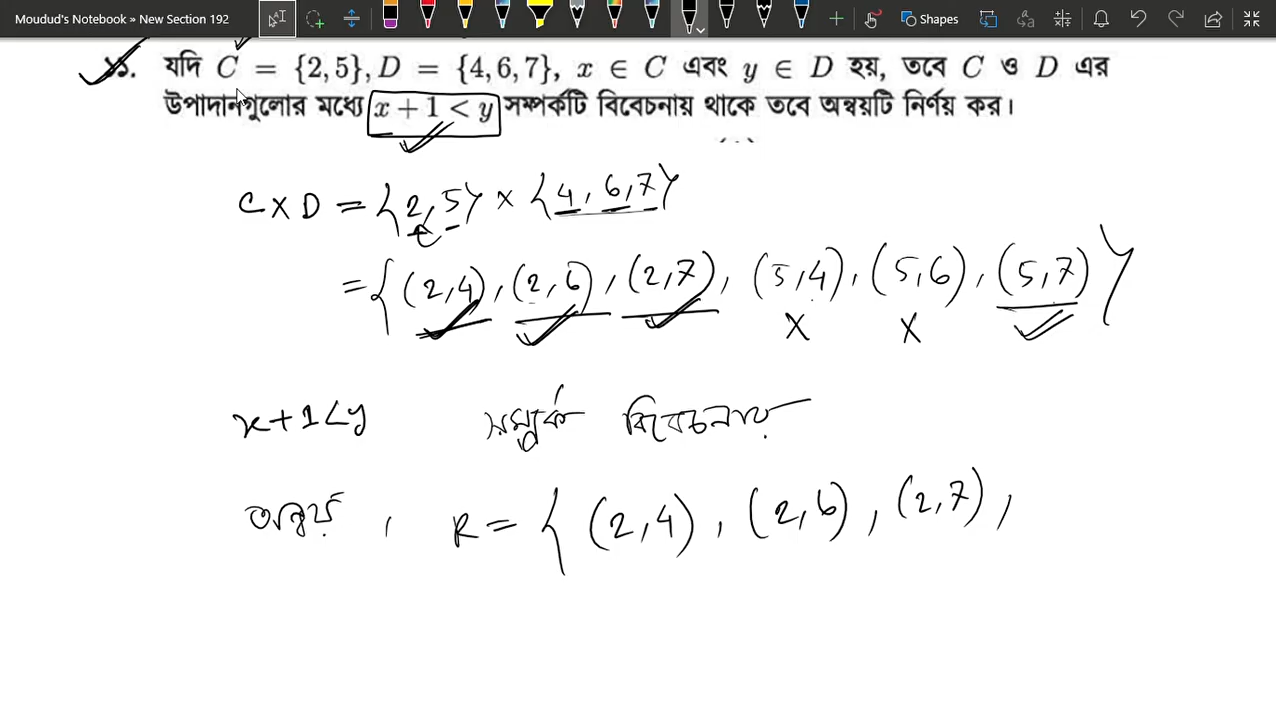 Moudud's Notebook » New Section 192
Shapes
১১. যদি C = {2, 5}, D = {4, 6, 7}, x ∈ C এবং y ∈ D হয়, তবে C ও D এর
উপাদানগুলোর মধ্যে x + 1 < y সম্পর্কটি বিবেচনায় থাকে তবে অন্বয়টি নির্ণয় কর।
C X D = {2, 5} x {4, 6, 7}
= {(2, 4), (2, 6), (2, 7), (5, 4), (5, 6), (5, 7)}
x + 1 < y সম্পর্ক বিবেচনায়
অন্বয়, R = { (2, 4), (2, 6), (2, 7),